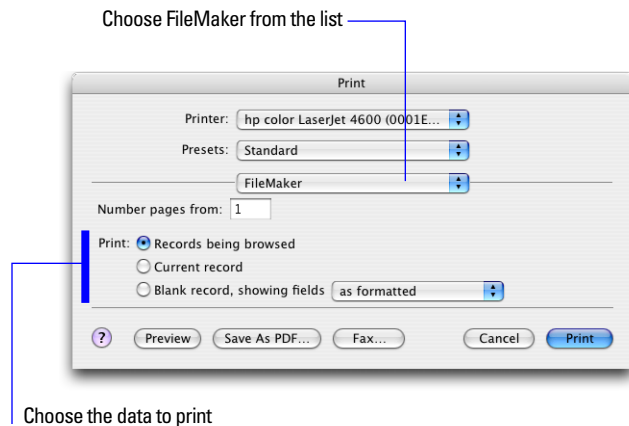 Choose FileMaker from the list
Print
Printer: hp color LaserJet 4600 (0001E...
Presets: Standard
FileMaker
Number pages from: 1
Print: Records being browsed
Current record
Blank record, showing fields as formatted
? Preview Save As PDF... Fax... Cancel Print
Choose the data to print